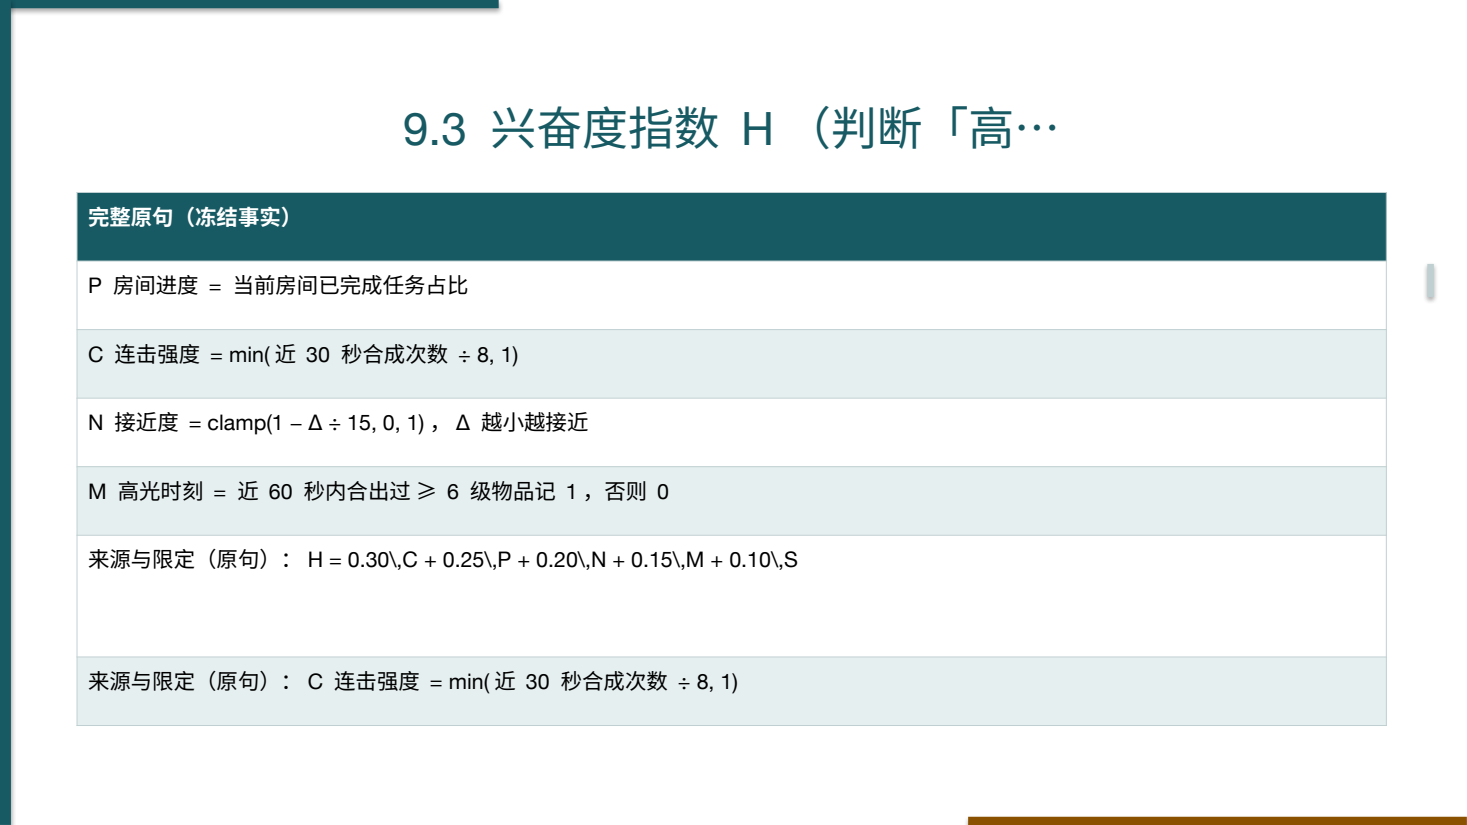 9.3 兴奋度指数 H （判断「高…
完整原句（冻结事实）
P 房间进度 = 当前房间已完成任务占比
C 连击强度 = min( 近 30 秒合成次数 ÷ 8, 1)
N 接近度 = clamp(1 − Δ ÷ 15, 0, 1) ， Δ 越小越接近
M 高光时刻 = 近 60 秒内合出过 ≥ 6 级物品记 1 ，否则 0
来源与限定（原句）： H = 0.30\,C + 0.25\,P + 0.20\,N + 0.15\,M + 0.10\,S
来源与限定（原句）： C 连击强度 = min( 近 30 秒合成次数 ÷ 8, 1)